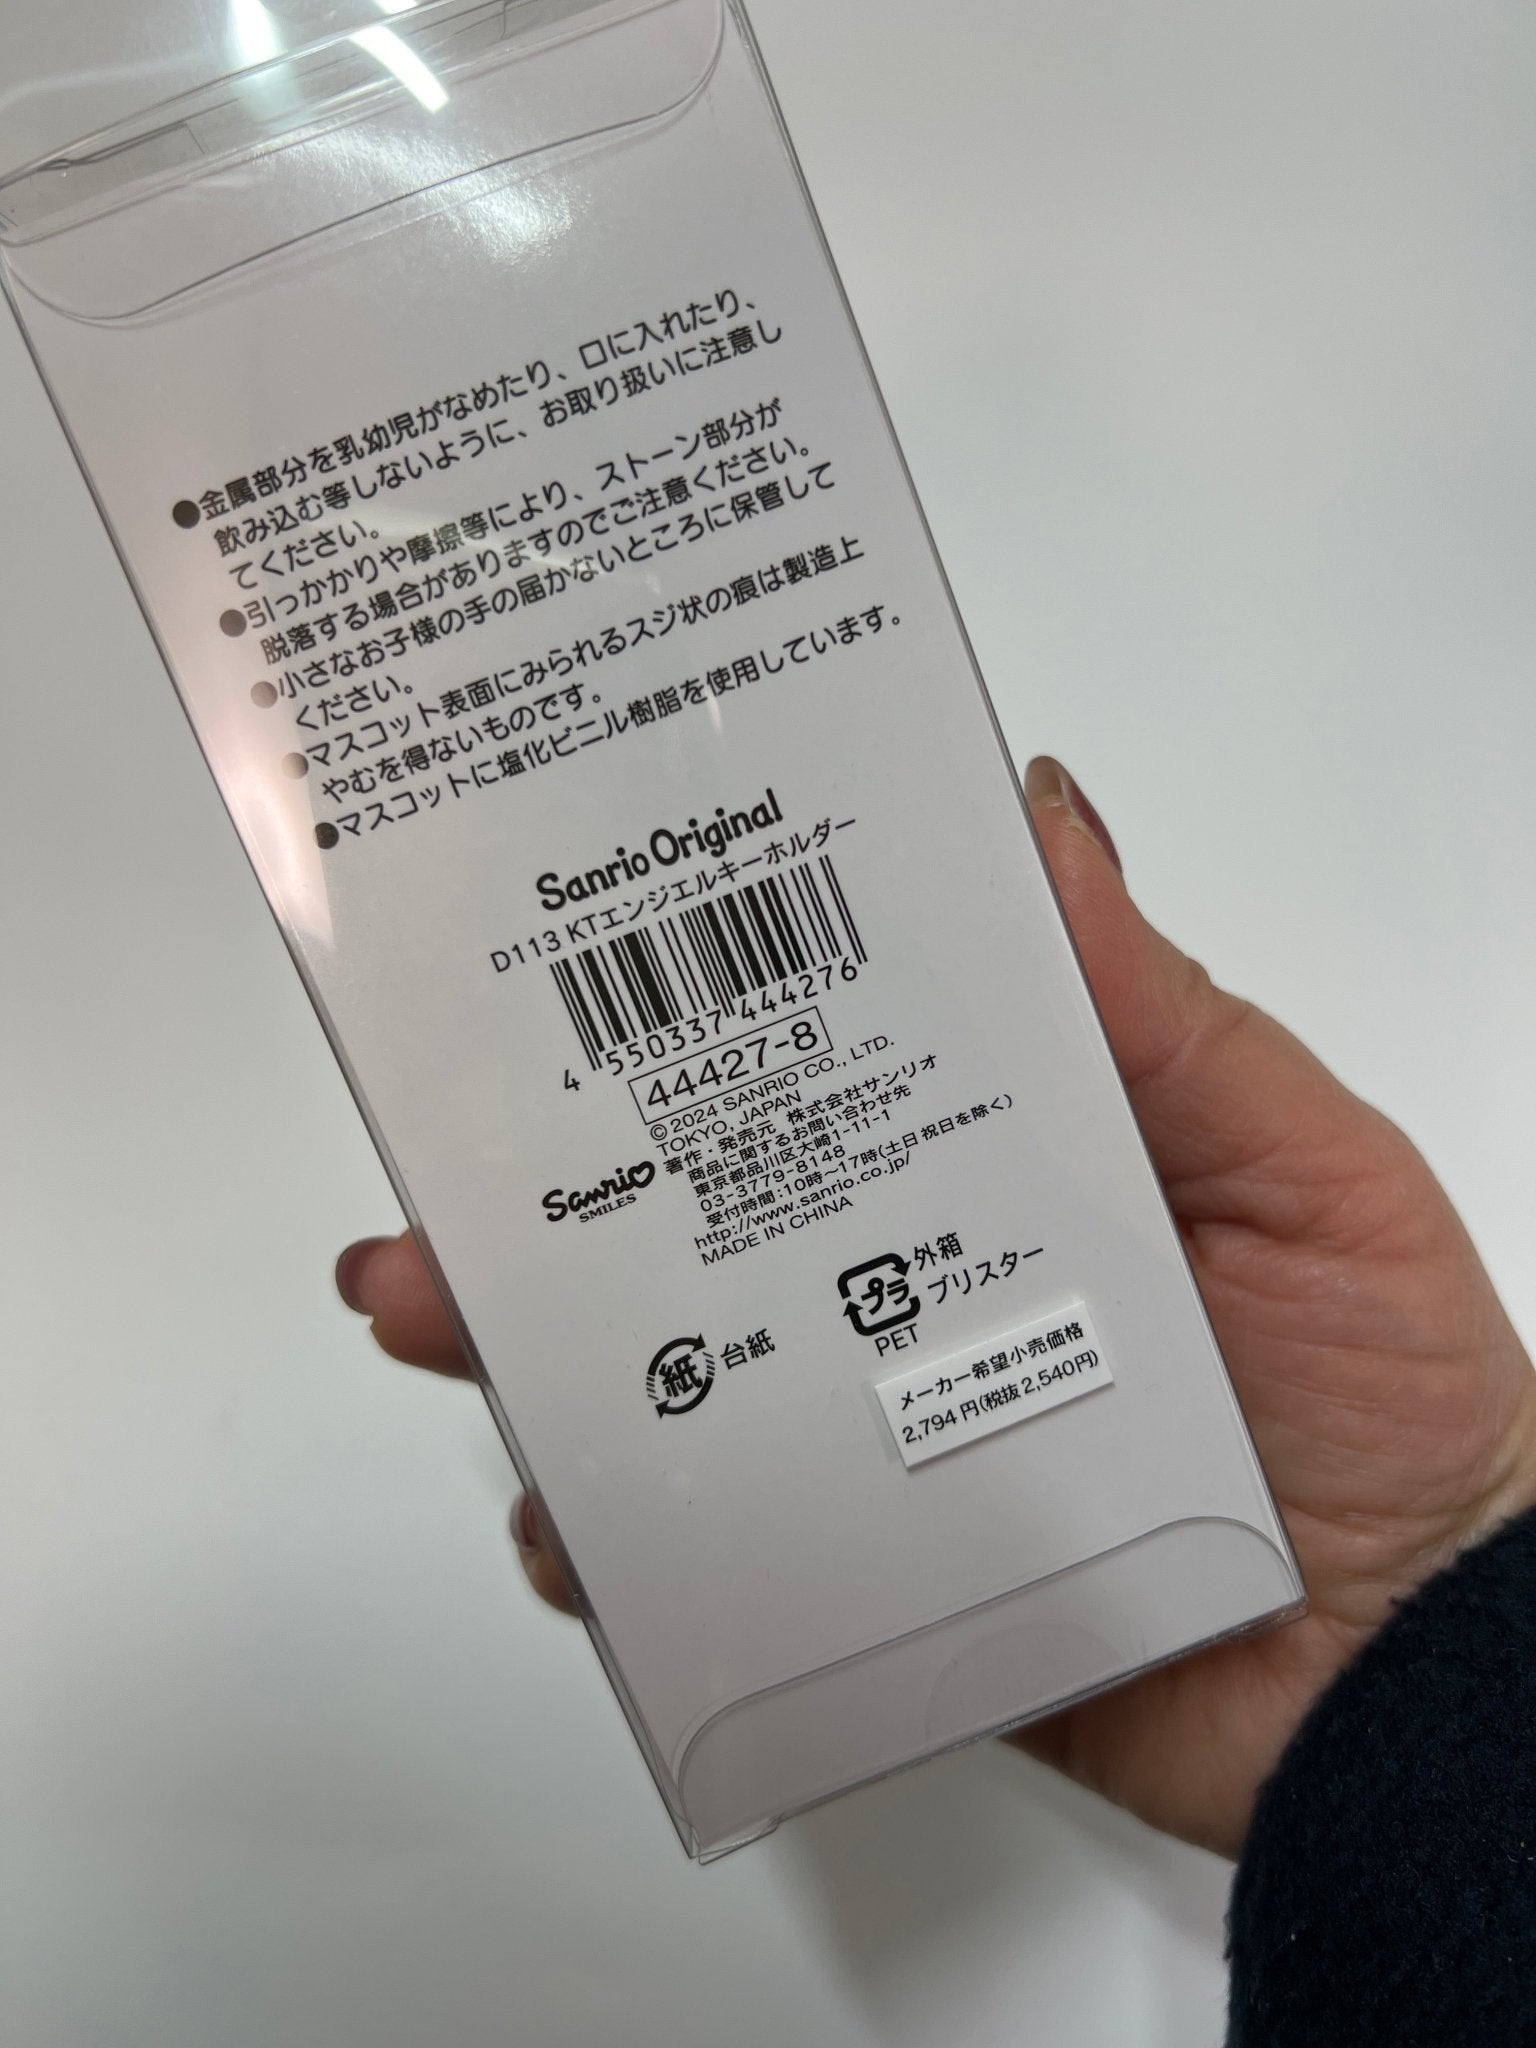 ●金属部分を乳幼児がなめたり、口に入れたり、
飲み込む等しないように、お取り扱いに注意し
てください。
●引っかかりや摩擦等により、ストーン部分が
脱落する場合がありますのでご注意ください。
●小さなお子様の手の届かないところに保管して
ください。
●マスコット表面にみられるスジ状の痕は製造上
やむを得ないものです。
●マスコットに塩化ビニル樹脂を使用しています。
Sanrio Original
D113 KTエンジェルキーホルダー
4 550337 444276
44427-8
©2024 SANRIO CO., LTD.
TOKYO, JAPAN
著作・発売元 株式会社サンリオ
商品に関するお問い合わせ先
東京都品川区大崎1-11-1
03-3779-8148
受付時間:10時〜17時(土日祝日を除く)
http://www.sanrio.co.jp/
MADE IN CHINA
Sanrio
SMILES
プラ 外箱
ブリスター
PET
紙 台紙
メーカー希望小売価格
2,794円(税抜2,540円)